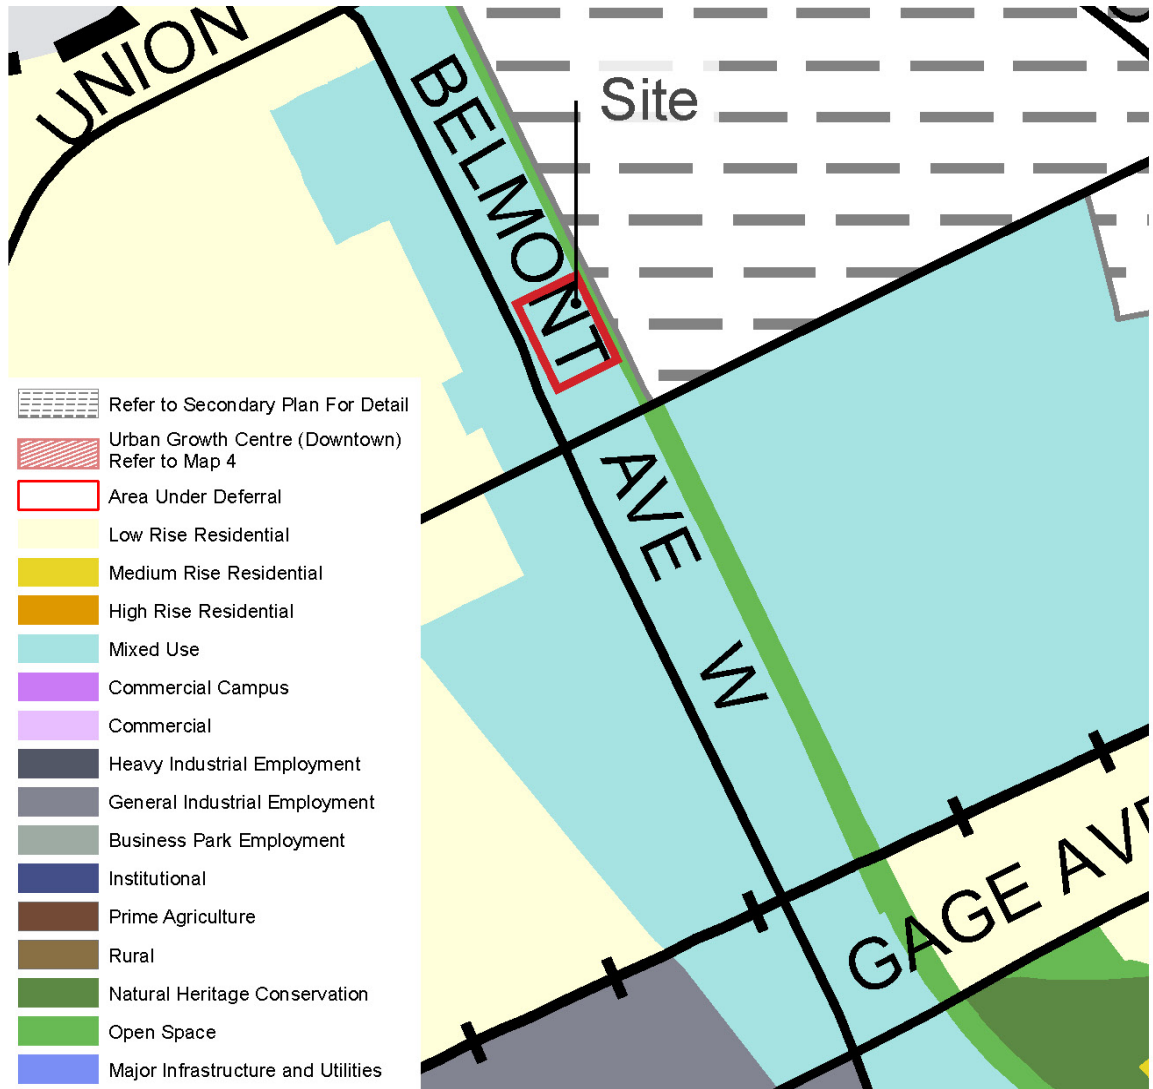 UNION
BELMONT
Site
AVE W
GAGE AVE
Refer to Secondary Plan For Detail
Urban Growth Centre (Downtown)
Refer to Map 4
Area Under Deferral
Low Rise Residential
Medium Rise Residential
High Rise Residential
Mixed Use
Commercial Campus
Commercial
Heavy Industrial Employment
General Industrial Employment
Business Park Employment
Institutional
Prime Agriculture
Rural
Natural Heritage Conservation
Open Space
Major Infrastructure and Utilities